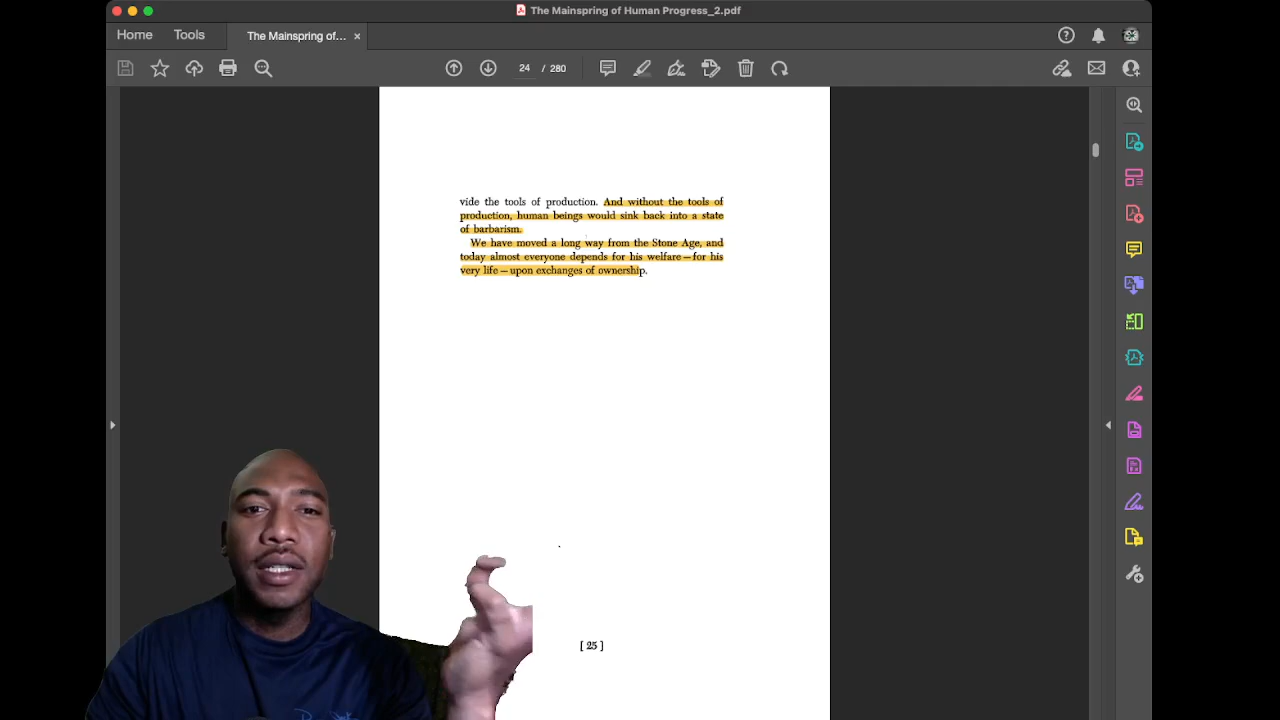 The Mainspring of Human Progress_2.pdf
Home Tools The Mainspring of... ×
24 / 280
vide the tools of production. And without the tools of
production, human beings would sink back into a state
of barbarism.
We have moved a long way from the Stone Age, and
today almost everyone depends for his welfare—for his
very life—upon exchanges of ownership.
[ 25 ]